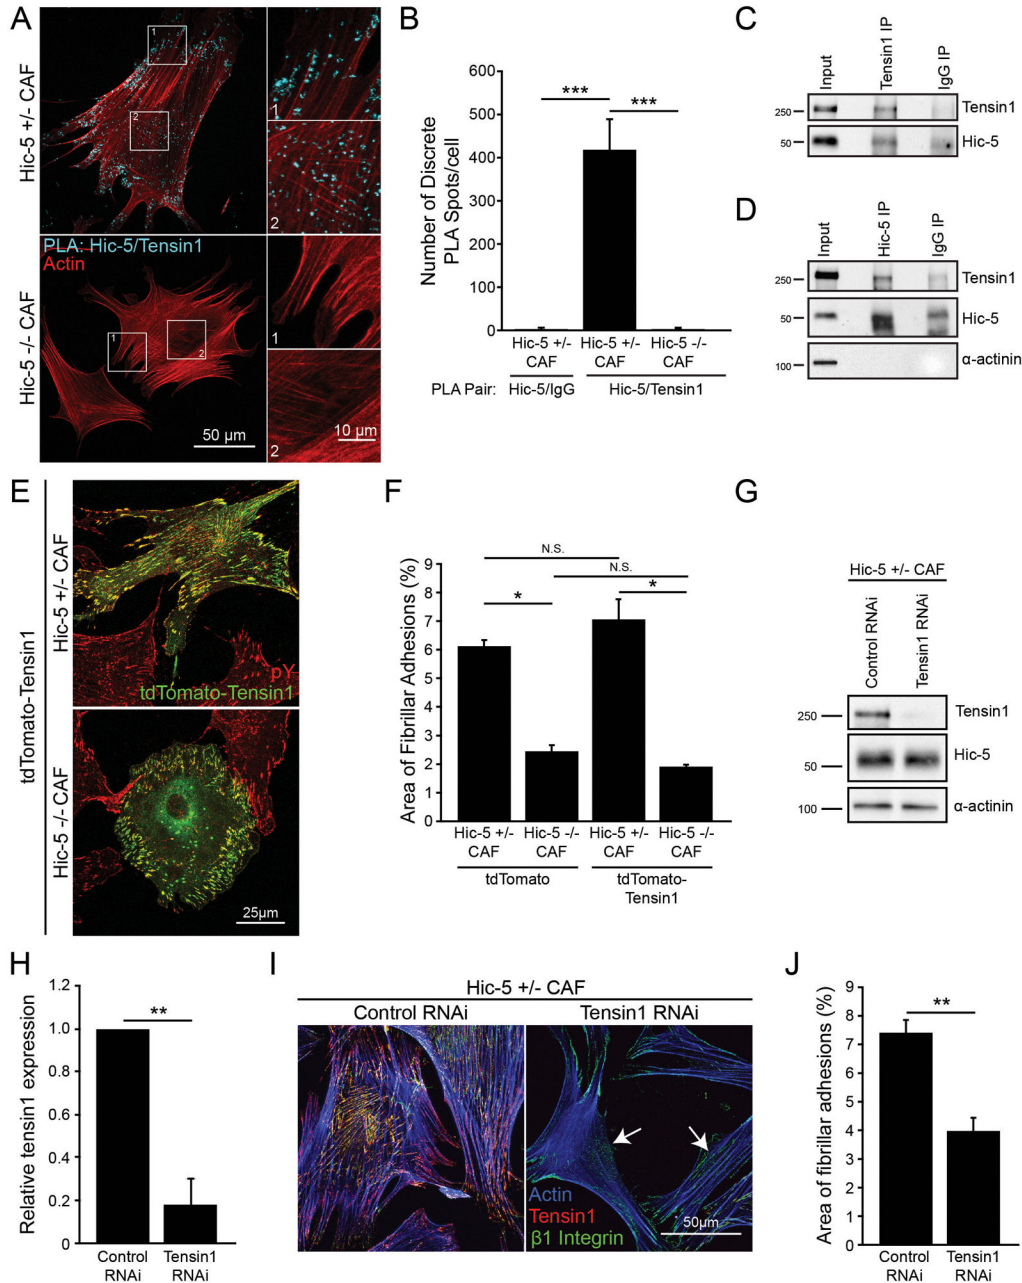 A
Hic-5 +/- CAF
Hic-5 -/- CAF
1
2
1
2
PLA: Hic-5/Tensin1
Actin
1
2
1
2
50 μm
10 μm
B
Number of Discrete
PLA Spots/cell
600
500
400
300
200
100
0
***
***
Hic-5 +/- Hic-5 +/- Hic-5 -/-
CAF CAF CAF
PLA Pair: Hic-5/IgG Hic-5/Tensin1
C
Input
Tensin1 IP
IgG IP
250
Tensin1
50
Hic-5
D
Input
Hic-5 IP
IgG IP
250
Tensin1
50
Hic-5
100
α-actinin
E
tdTomato-Tensin1
Hic-5 +/- CAF
Hic-5 -/- CAF
pY
tdTomato-Tensin1
25μm
F
Area of Fibrillar Adhesions (%)
9
8
7
6
5
4
3
2
1
0
N.S.
N.S.
*
*
Hic-5 +/- Hic-5 -/- Hic-5 +/- Hic-5 -/-
CAF CAF CAF CAF
tdTomato tdTomato-
Tensin1
G
Hic-5 +/- CAF
Control RNAi
Tensin1 RNAi
250
Tensin1
50
Hic-5
100
α-actinin
H
Relative tensin1 expression
1.2
1.0
0.8
0.6
0.4
0.2
0
**
Control Tensin1
RNAi RNAi
I
Hic-5 +/- CAF
Control RNAi Tensin1 RNAi
Actin
Tensin1
β1 Integrin
50μm
J
Area of fibrillar adhesions (%)
9
8
7
6
5
4
3
2
1
0
**
Control Tensin1
RNAi RNAi